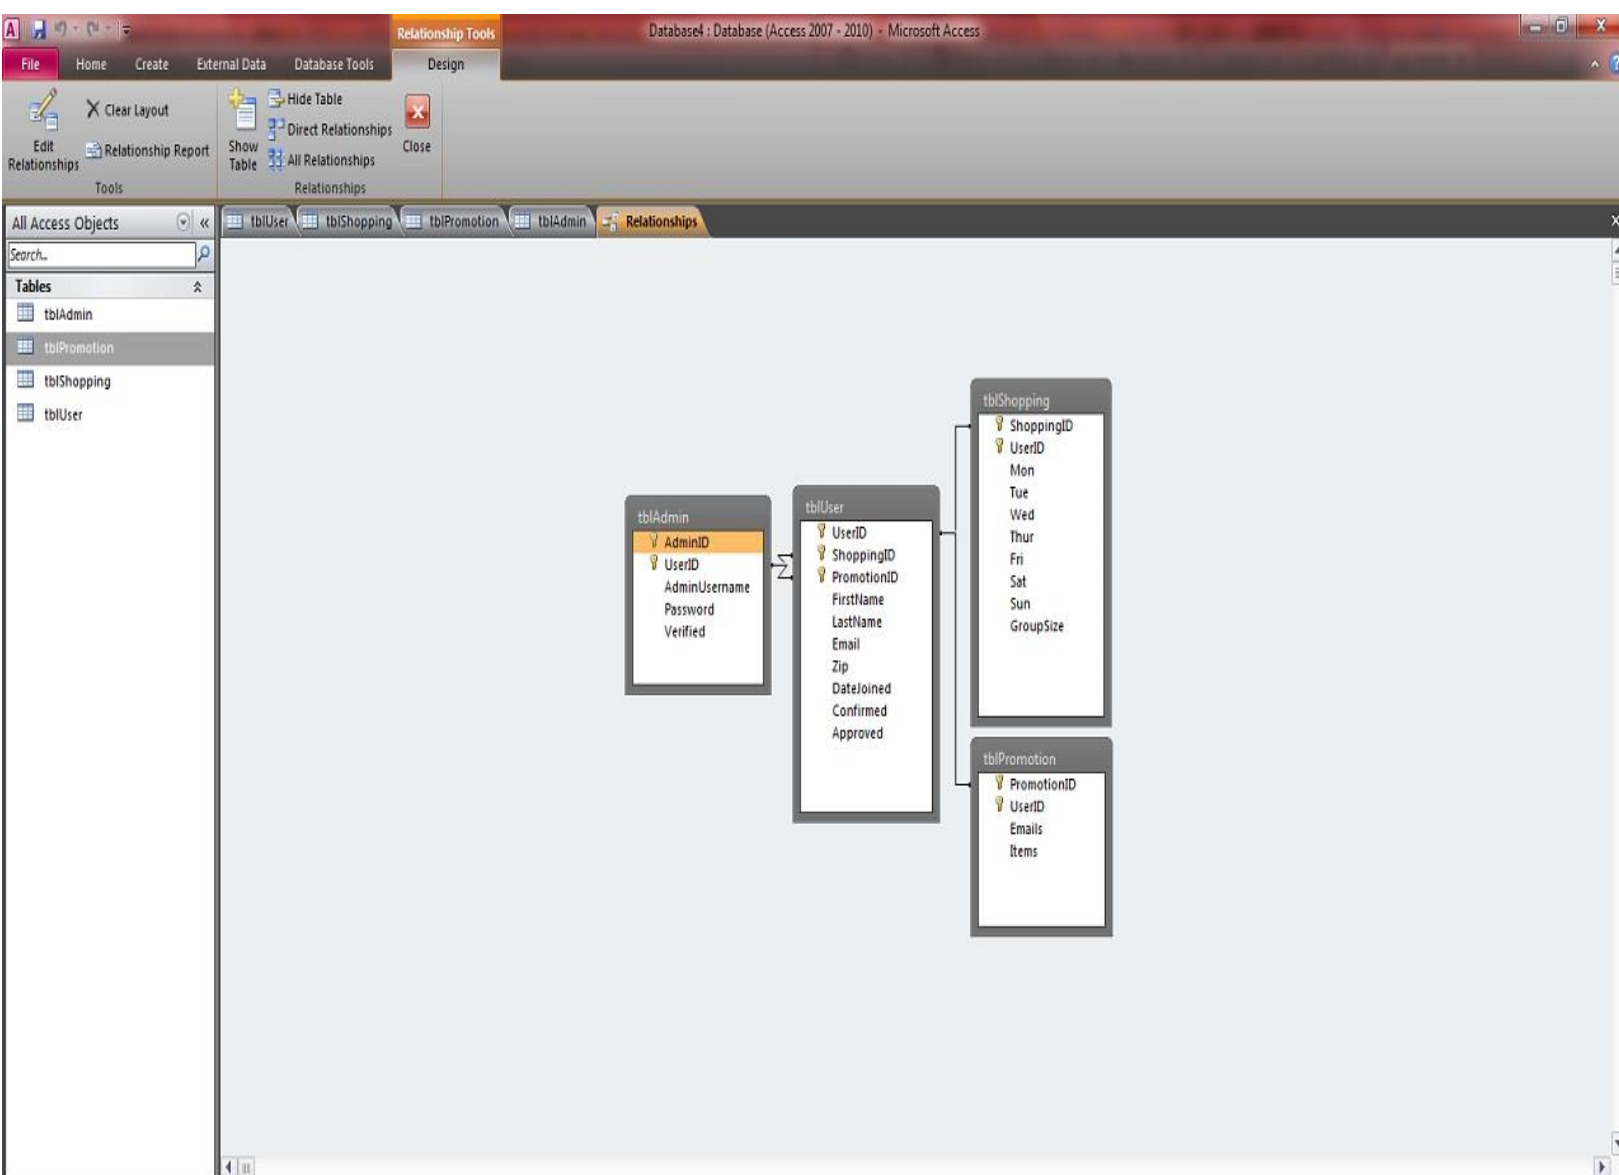 A
Relationship Tools
Database4 : Database (Access 2007 - 2010) - Microsoft Access
File Home Create External Data Database Tools Design
Edit Relationships
Clear Layout
Relationship Report
Tools
Show Table
Hide Table
Direct Relationships
All Relationships
Close
Relationships
All Access Objects
Search...
Tables
tblAdmin
tblPromotion
tblShopping
tblUser
tblUser tblShopping tblPromotion tblAdmin Relationships
tblAdmin
AdminID
UserID
AdminUsername
Password
Verified
tblUser
UserID
ShoppingID
PromotionID
FirstName
LastName
Email
Zip
DateJoined
Confirmed
Approved
tblShopping
ShoppingID
UserID
Mon
Tue
Wed
Thur
Fri
Sat
Sun
GroupSize
tblPromotion
PromotionID
UserID
Emails
Items